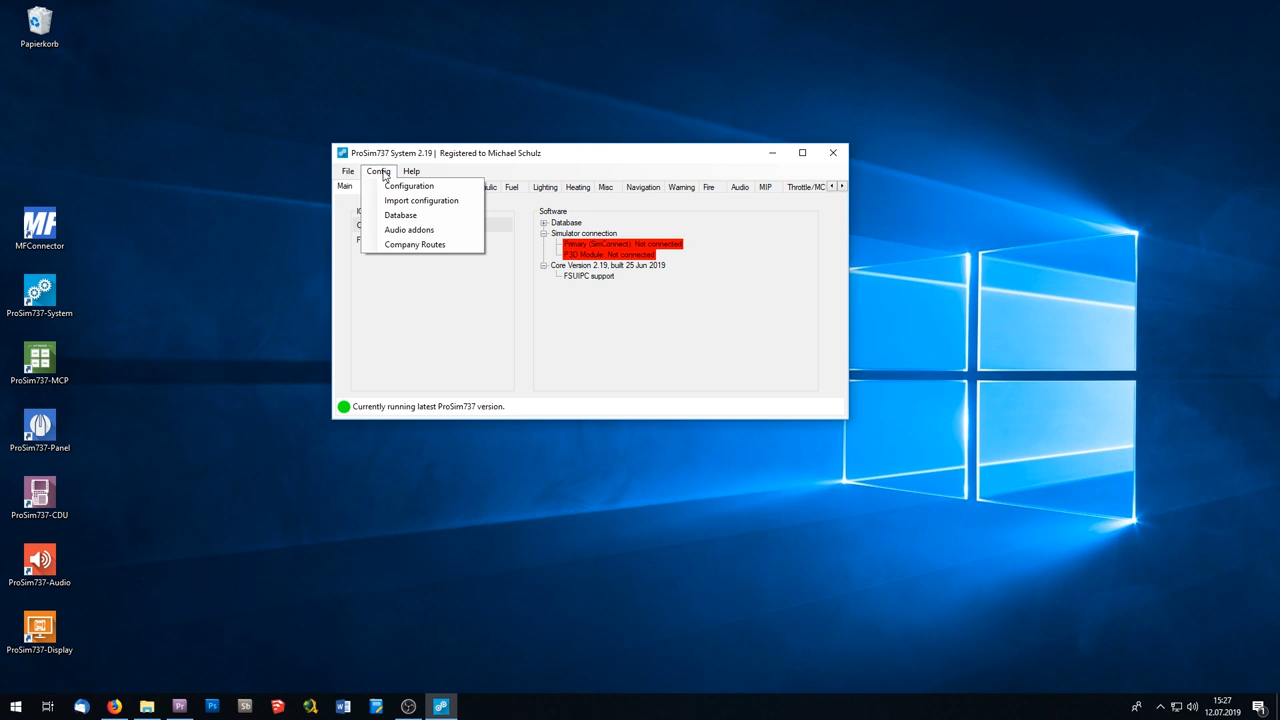 Papierkorb
MFConnector
ProSim737-System
ProSim737-MCP
ProSim737-Panel
ProSim737-CDU
ProSim737-Audio
ProSim737-Display
ProSim737 System 2.19 | Registered to Michael Schulz
File Config Help
Main Fuel Lighting Heating Misc Navigation Warning Fire Audio MIP Throttle/MC
Configuration
Import configuration
Database
Audio addons
Company Routes
Software
Database
Simulator connection
Primary (SimConnect): Not connected
P3D Module: Not connected
Core Version 2.19, built 25 Jun 2019
FSUIPC support
Currently running latest ProSim737 version.
15:27
12.07.2019